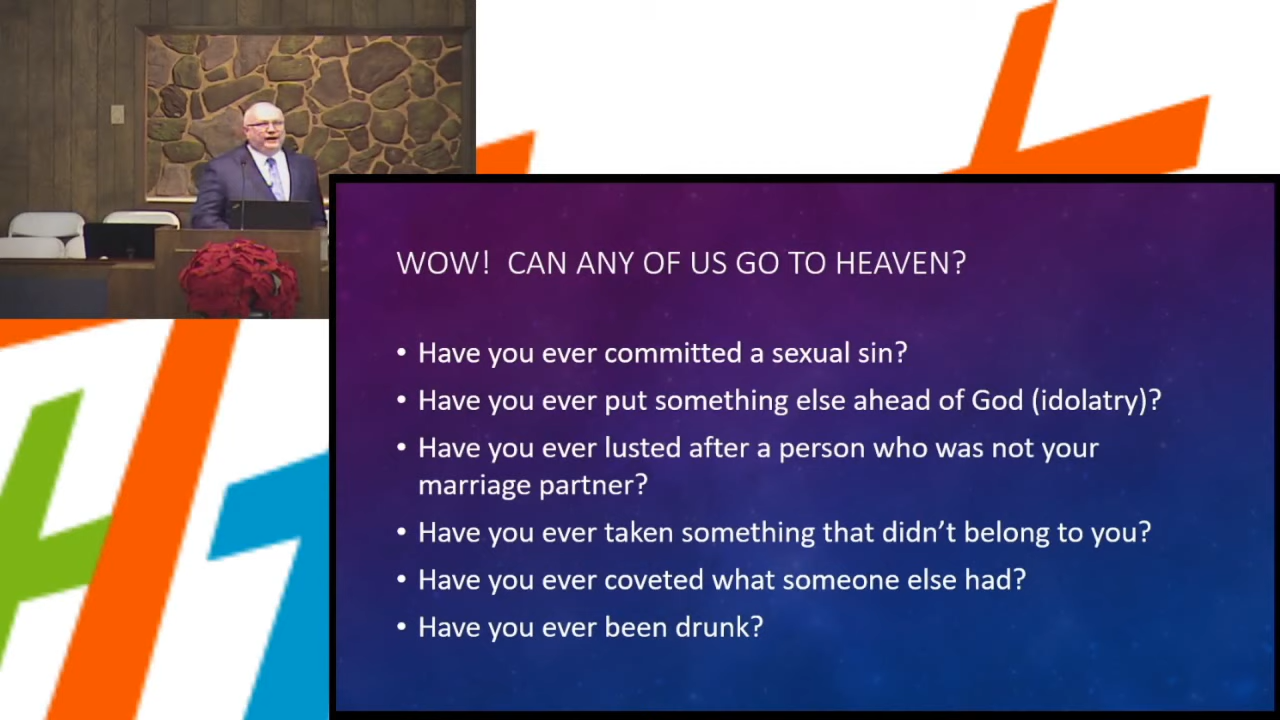 WOW!  CAN ANY OF US GO TO HEAVEN?
• Have you ever committed a sexual sin?
• Have you ever put something else ahead of God (idolatry)?
• Have you ever lusted after a person who was not your
marriage partner?
• Have you ever taken something that didn't belong to you?
• Have you ever coveted what someone else had?
• Have you ever been drunk?